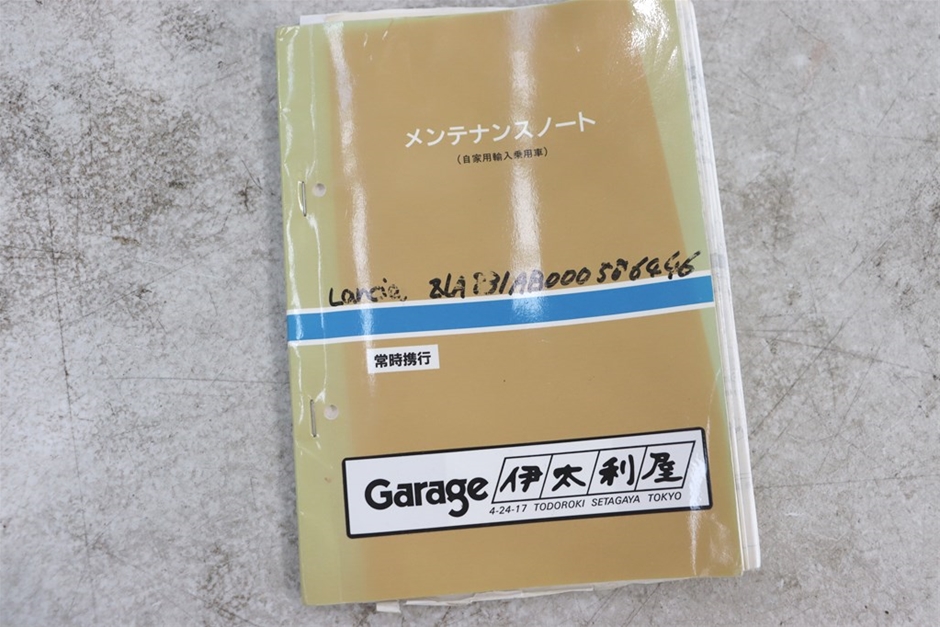 メンテナンスノート
(自家用輸入乗用車)
Lancia, ZLA831AB000586446
常時携行
Garage 伊太利屋
4-24-17 TODOROKI SETAGAYA TOKYO